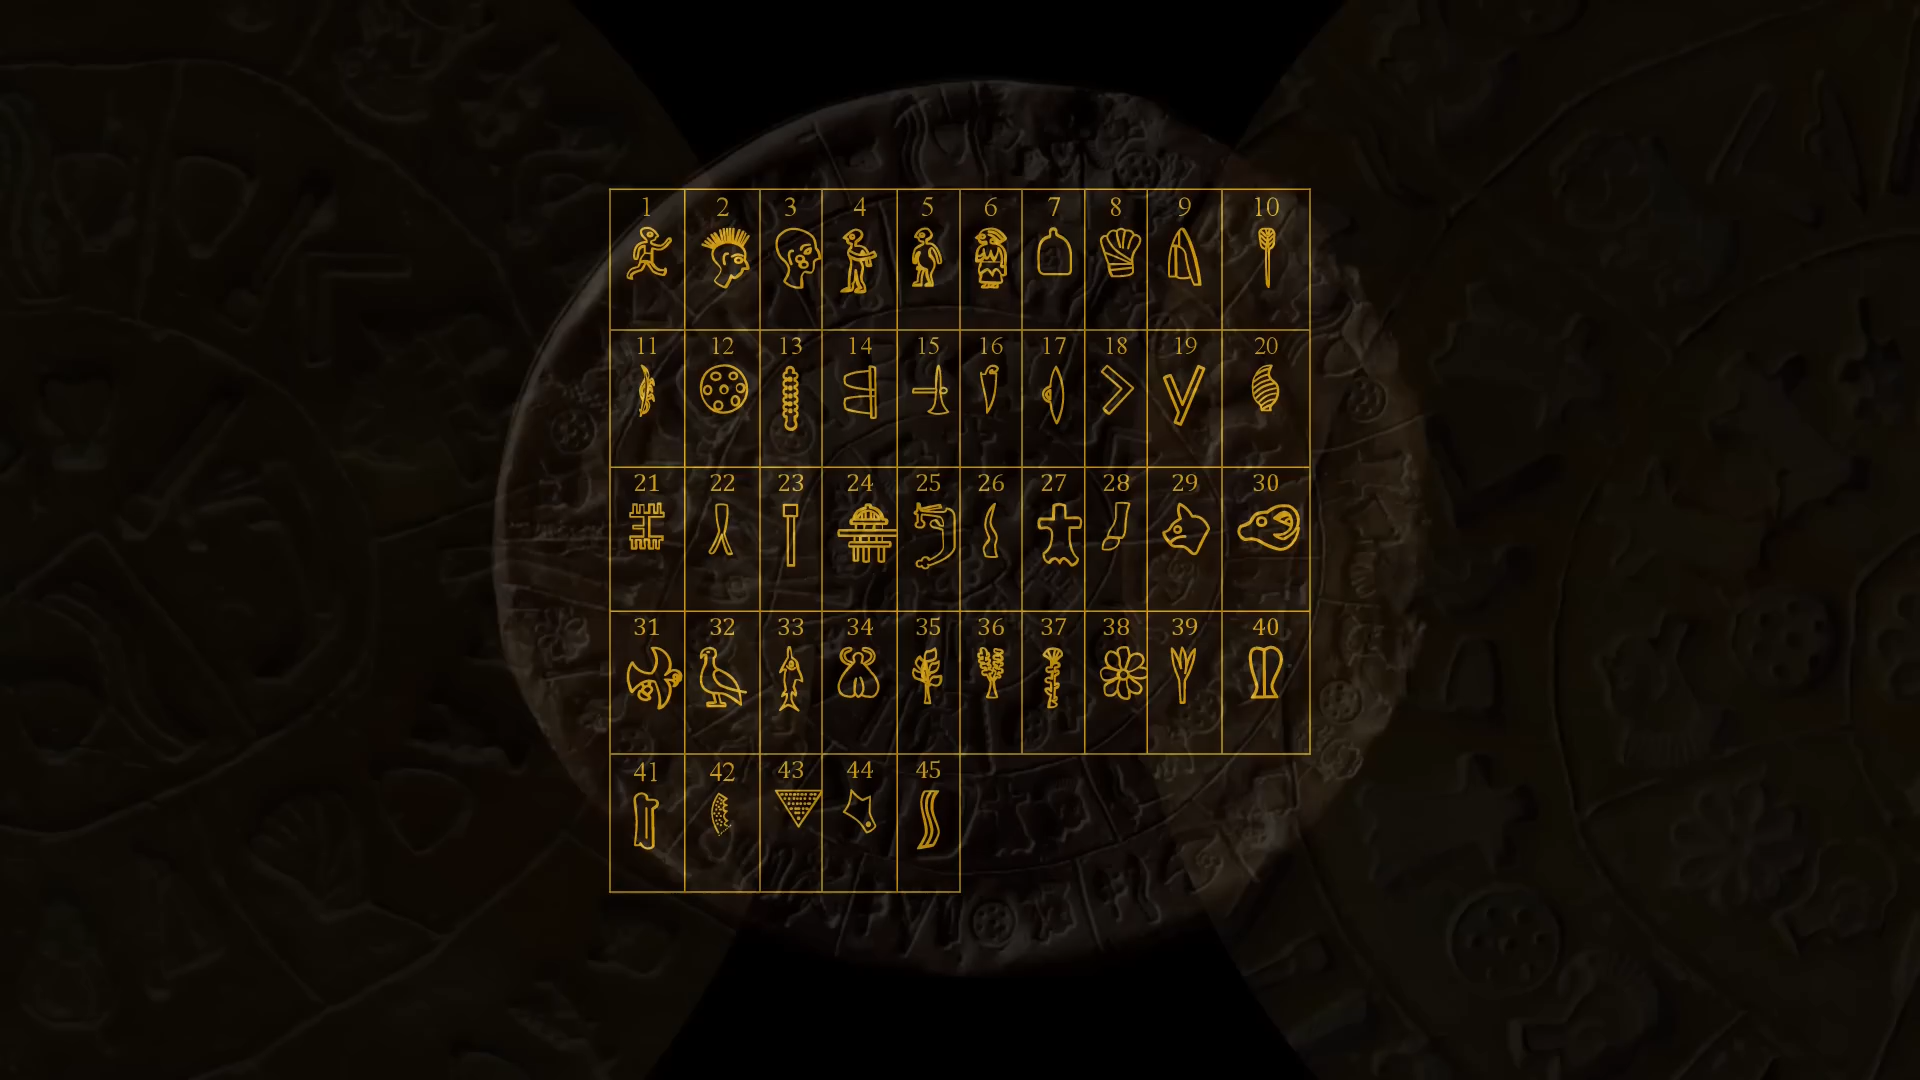 1 2 3 4 5 6 7 8 9 10
𐇐 𐇑 𐇒 𐇓 𐇔 𐇕 𐇖 𐇗 𐇘 𐇙
11 12 13 14 15 16 17 18 19 20
𐇚 𐇛 𐇜 𐇝 𐇞 𐇟 𐇠 𐇡 𐇢 𐇣
21 22 23 24 25 26 27 28 29 30
𐇤 𐇥 𐇦 𐇧 𐇨 𐇩 𐇪 𐇫 𐇬 𐇭
31 32 33 34 35 36 37 38 39 40
𐇮 𐇯 𐇰 𐇱 𐇲 𐇳 𐇴 𐇵 𐇶 𐇷
41 42 43 44 45
𐇸 𐇹 𐇺 𐇻 𐇼